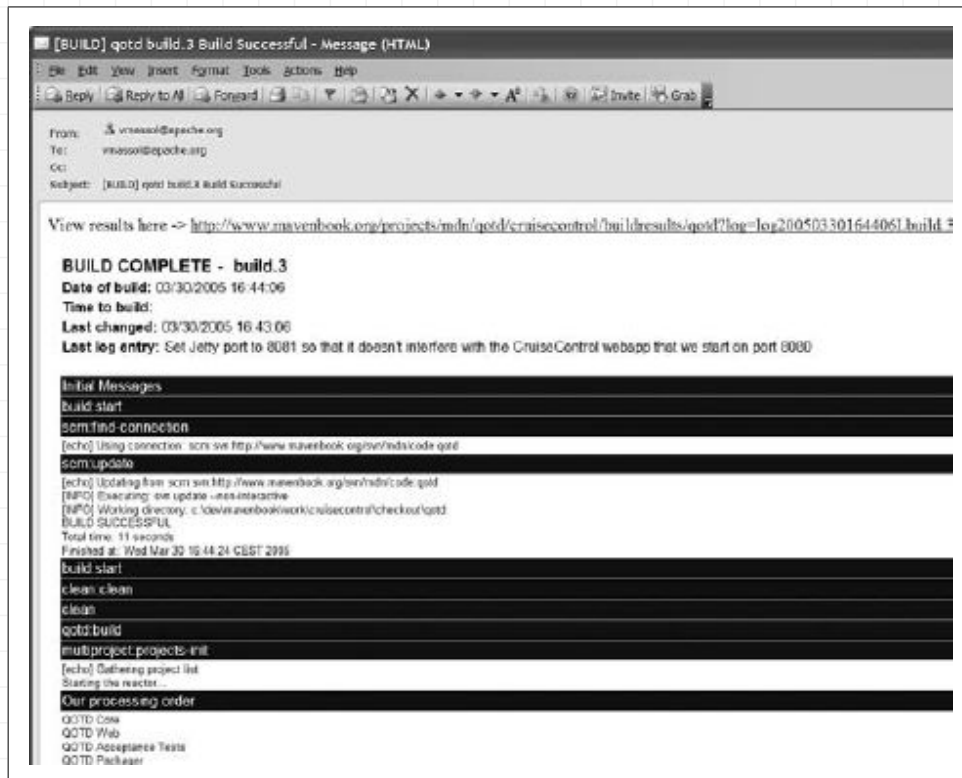 [BUILD] qotd build.3 Build Successful - Message (HTML)
File Edit View Insert Format Tools Actions Help
Reply Reply to All Forward Invite Grab
From: vmassol@apache.org
To: vmassol@apache.org
Cc:
Subject: [BUILD] qotd build.3 Build Successful
View results here -> http://www.mavenbook.org/projects/mdn/qotd/cruisecontrol/buildresults/qotd?log=log20050330164406Lbuild.3
BUILD COMPLETE - build.3
Date of build: 03/30/2005 16:44:06
Time to build:
Last changed: 03/30/2005 16:43:06
Last log entry: Set Jetty port to 8081 so that it doesn't interfere with the CruiseControl webapp that we start on port 8080
Initial Messages
build:start
scm:find-connection
[echo] Using connection: scm:svn:http://www.mavenbook.org/svn/mdn/code:qotd
scm:update
[echo] Updating from scm:svn:http://www.mavenbook.org/svn/mdn/code:qotd
[INFO] Executing: svn update --non-interactive
[INFO] Working directory: c:\dev\mavenbook\work\cruisecontrol\checkout\qotd
BUILD SUCCESSFUL
Total time: 11 seconds
Finished at: Wed Mar 30 16:44:24 CEST 2005
build:start
clean:clean
clean
qotd:build
multiproject:projects-init
[echo] Gathering project list
Starting the reactor...
Our processing order
QOTD Core
QOTD Web
QOTD Acceptance Tests
QOTD Packager